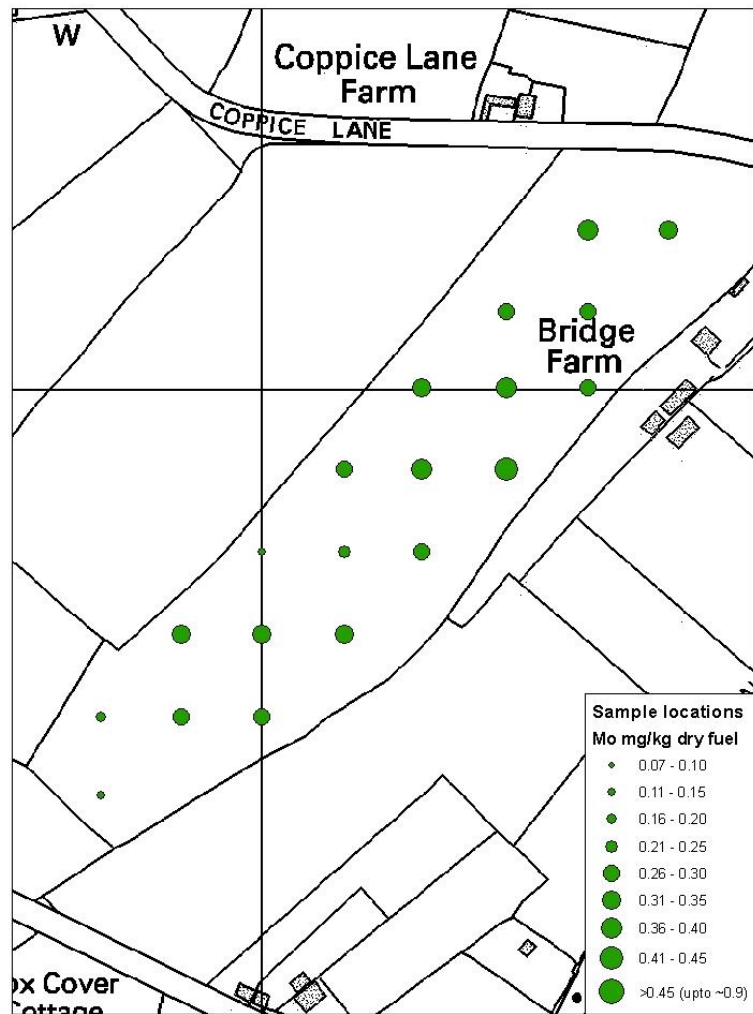 W
Coppice Lane
Farm
COPPICE LANE
Bridge
Farm
Sample locations
Mo mg/kg dry fuel
0.07 - 0.10
0.11 - 0.15
0.16 - 0.20
0.21 - 0.25
0.26 - 0.30
0.31 - 0.35
0.36 - 0.40
0.41 - 0.45
>0.45 (upto ~0.9)
ox Cover
Cottage